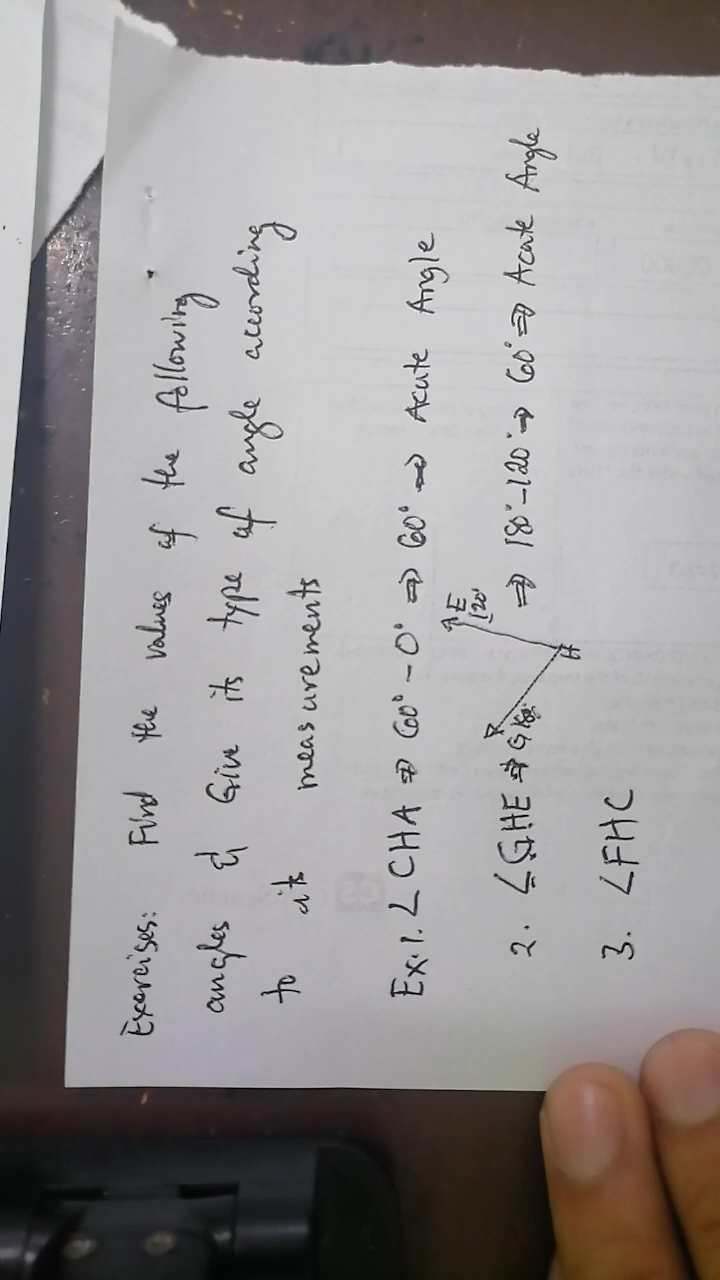 Exercises: Find the values of the following
angles & Give its type of angle according
to its measurements
Ex. 1. ∠CHA ⇒ 60° - 0° ⇒ 60° ⇒ Acute Angle
2. ∠GHE ⇒ G H E 120° ⇒ 180° - 120° ⇒ 60° ⇒ Acute Angle
3. ∠FHC